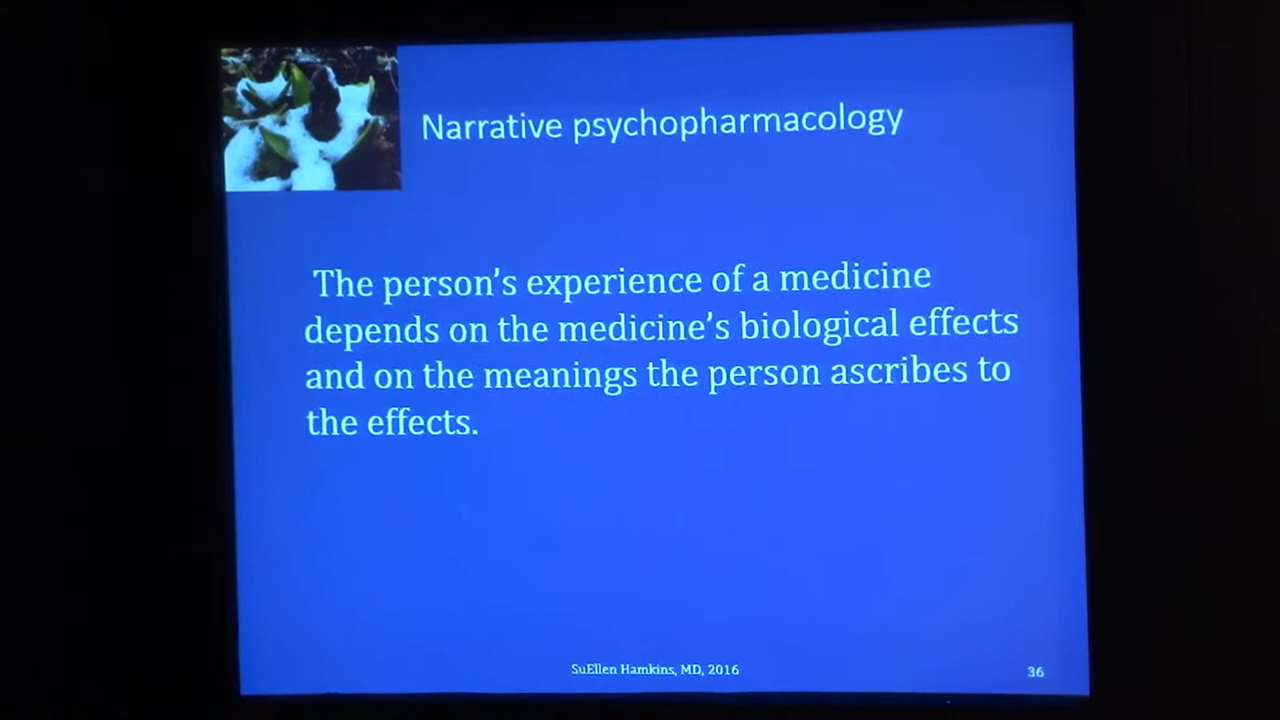 Narrative psychopharmacology
The person’s experience of a medicine
depends on the medicine’s biological effects
and on the meanings the person ascribes to
the effects.
SuEllen Hamkins, MD, 2016
36